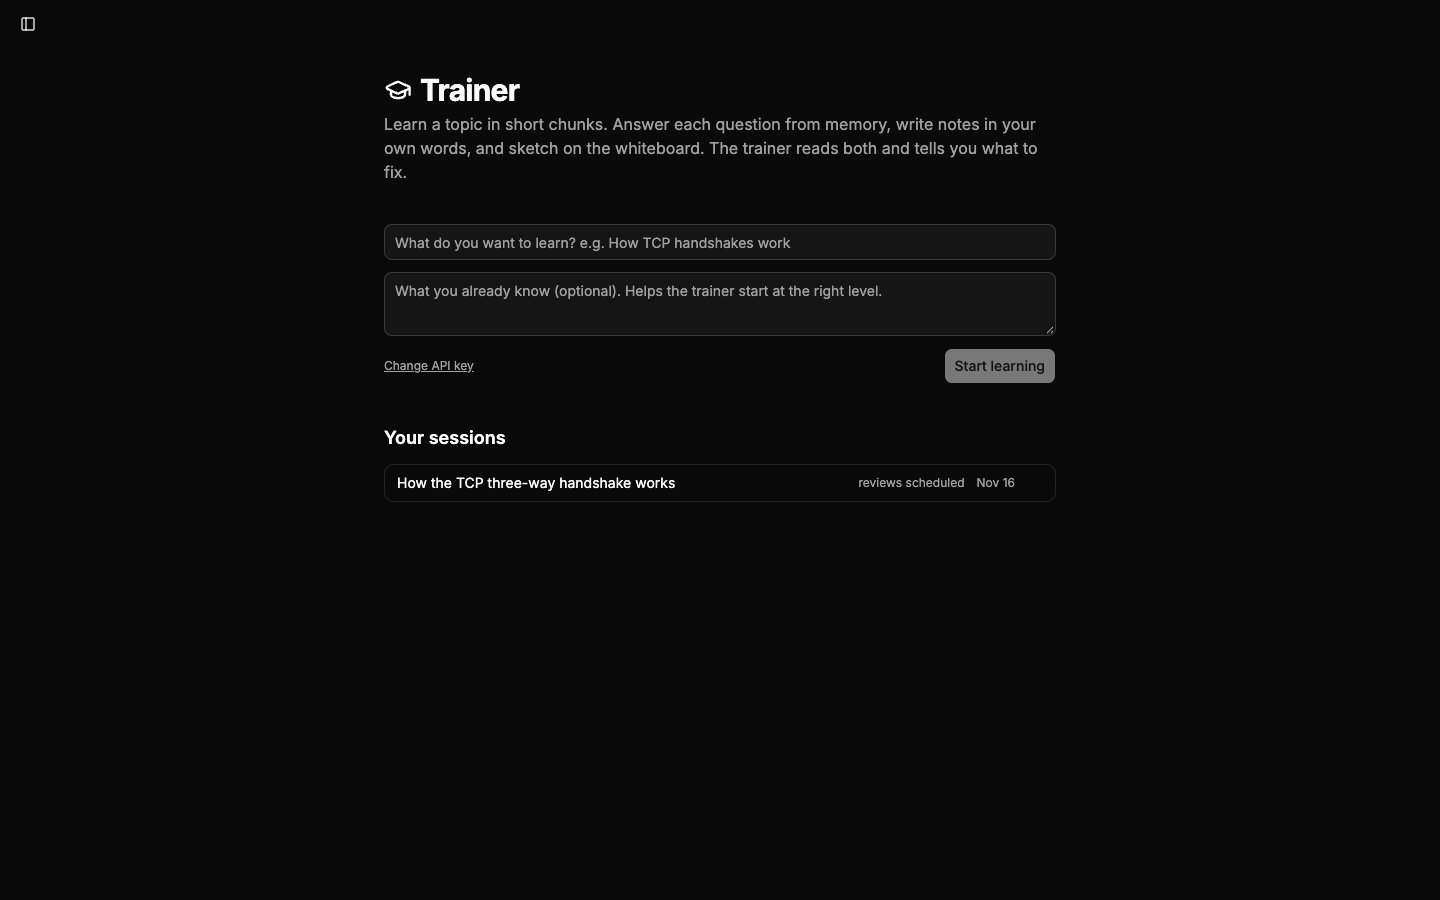 Trainer
Learn a topic in short chunks. Answer each question from memory, write notes in your
own words, and sketch on the whiteboard. The trainer reads both and tells you what to
fix.
What do you want to learn? e.g. How TCP handshakes work
What you already know (optional). Helps the trainer start at the right level.
Change API key
Start learning
Your sessions
How the TCP three-way handshake works reviews scheduled Nov 16